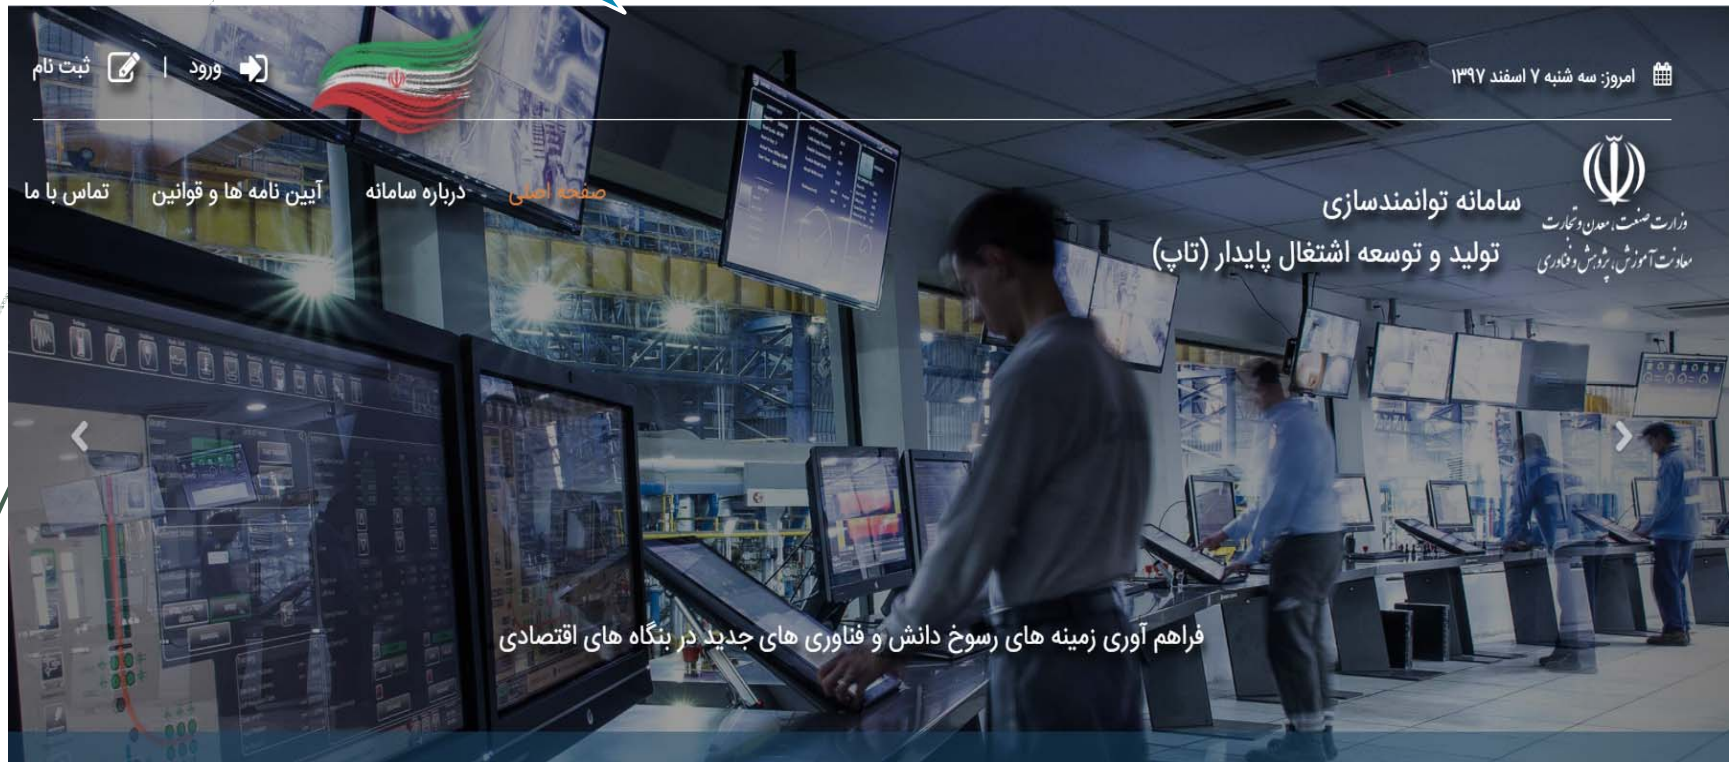 امروز: سه شنبه ۷ اسفند ۱۳۹۷
ورود | ثبت نام
وزارت صنعت، معدن و تجارت
معاونت آموزش، پژوهش و فناوری
سامانه توانمندسازی
تولید و توسعه اشتغال پایدار (تاپ)
صفحه اصلی درباره سامانه آیین نامه ها و قوانین تماس با ما
فراهم آوری زمینه های رسوخ دانش و فناوری های جدید در بنگاه های اقتصادی